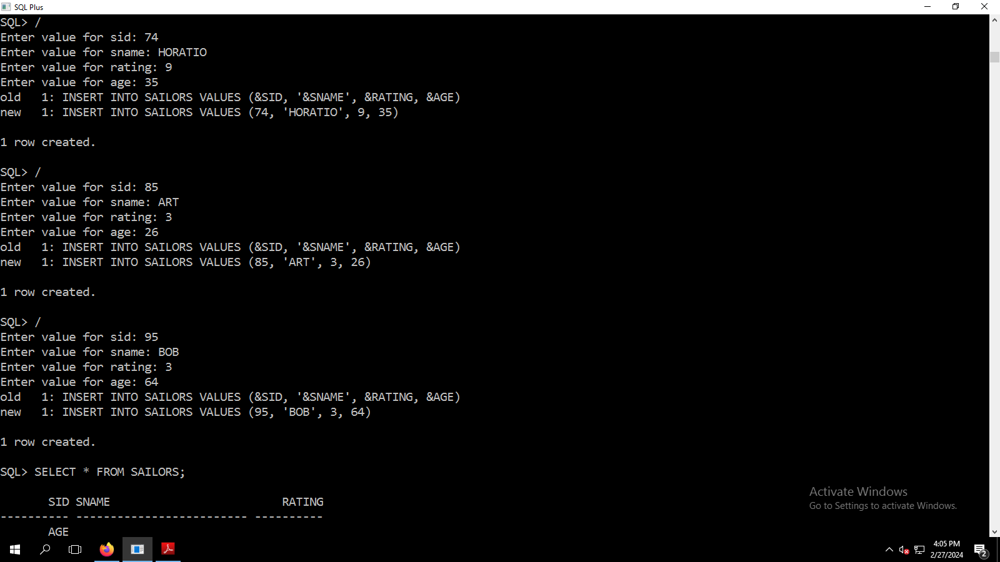 SQL Plus
SQL> /
Enter value for sid: 74
Enter value for sname: HORATIO
Enter value for rating: 9
Enter value for age: 35
old   1: INSERT INTO SAILORS VALUES (&SID, '&SNAME', &RATING, &AGE)
new   1: INSERT INTO SAILORS VALUES (74, 'HORATIO', 9, 35)
1 row created.
SQL> /
Enter value for sid: 85
Enter value for sname: ART
Enter value for rating: 3
Enter value for age: 26
old   1: INSERT INTO SAILORS VALUES (&SID, '&SNAME', &RATING, &AGE)
new   1: INSERT INTO SAILORS VALUES (85, 'ART', 3, 26)
1 row created.
SQL> /
Enter value for sid: 95
Enter value for sname: BOB
Enter value for rating: 3
Enter value for age: 64
old   1: INSERT INTO SAILORS VALUES (&SID, '&SNAME', &RATING, &AGE)
new   1: INSERT INTO SAILORS VALUES (95, 'BOB', 3, 64)
1 row created.
SQL> SELECT * FROM SAILORS;
       SID SNAME                         RATING
---------- ------------------------- ----------
       AGE
Activate Windows
Go to Settings to activate Windows.
4:05 PM
2/27/2024
2